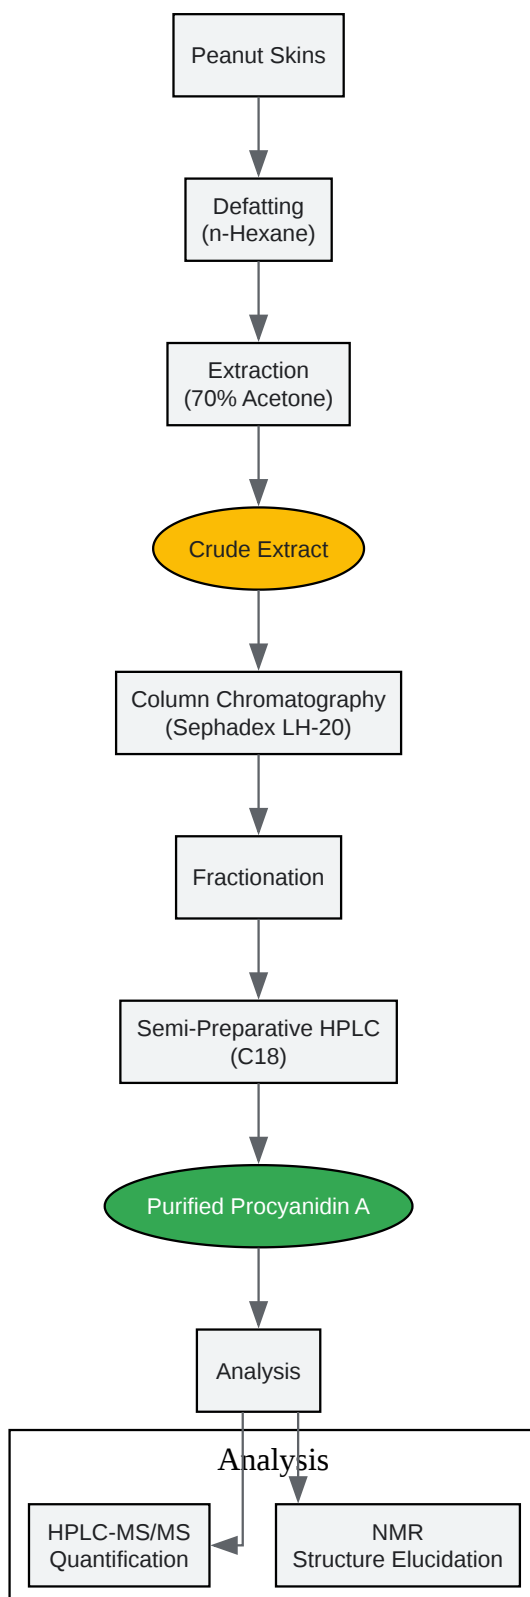 Peanut Skins
Defatting
(n-Hexane)
Extraction
(70% Acetone)
Crude Extract
Column Chromatography
(Sephadex LH-20)
Fractionation
Semi-Preparative HPLC
(C18)
Purified Procyanidin A
Analysis
Analysis
HPLC-MS/MS
Quantification
NMR
Structure Elucidation